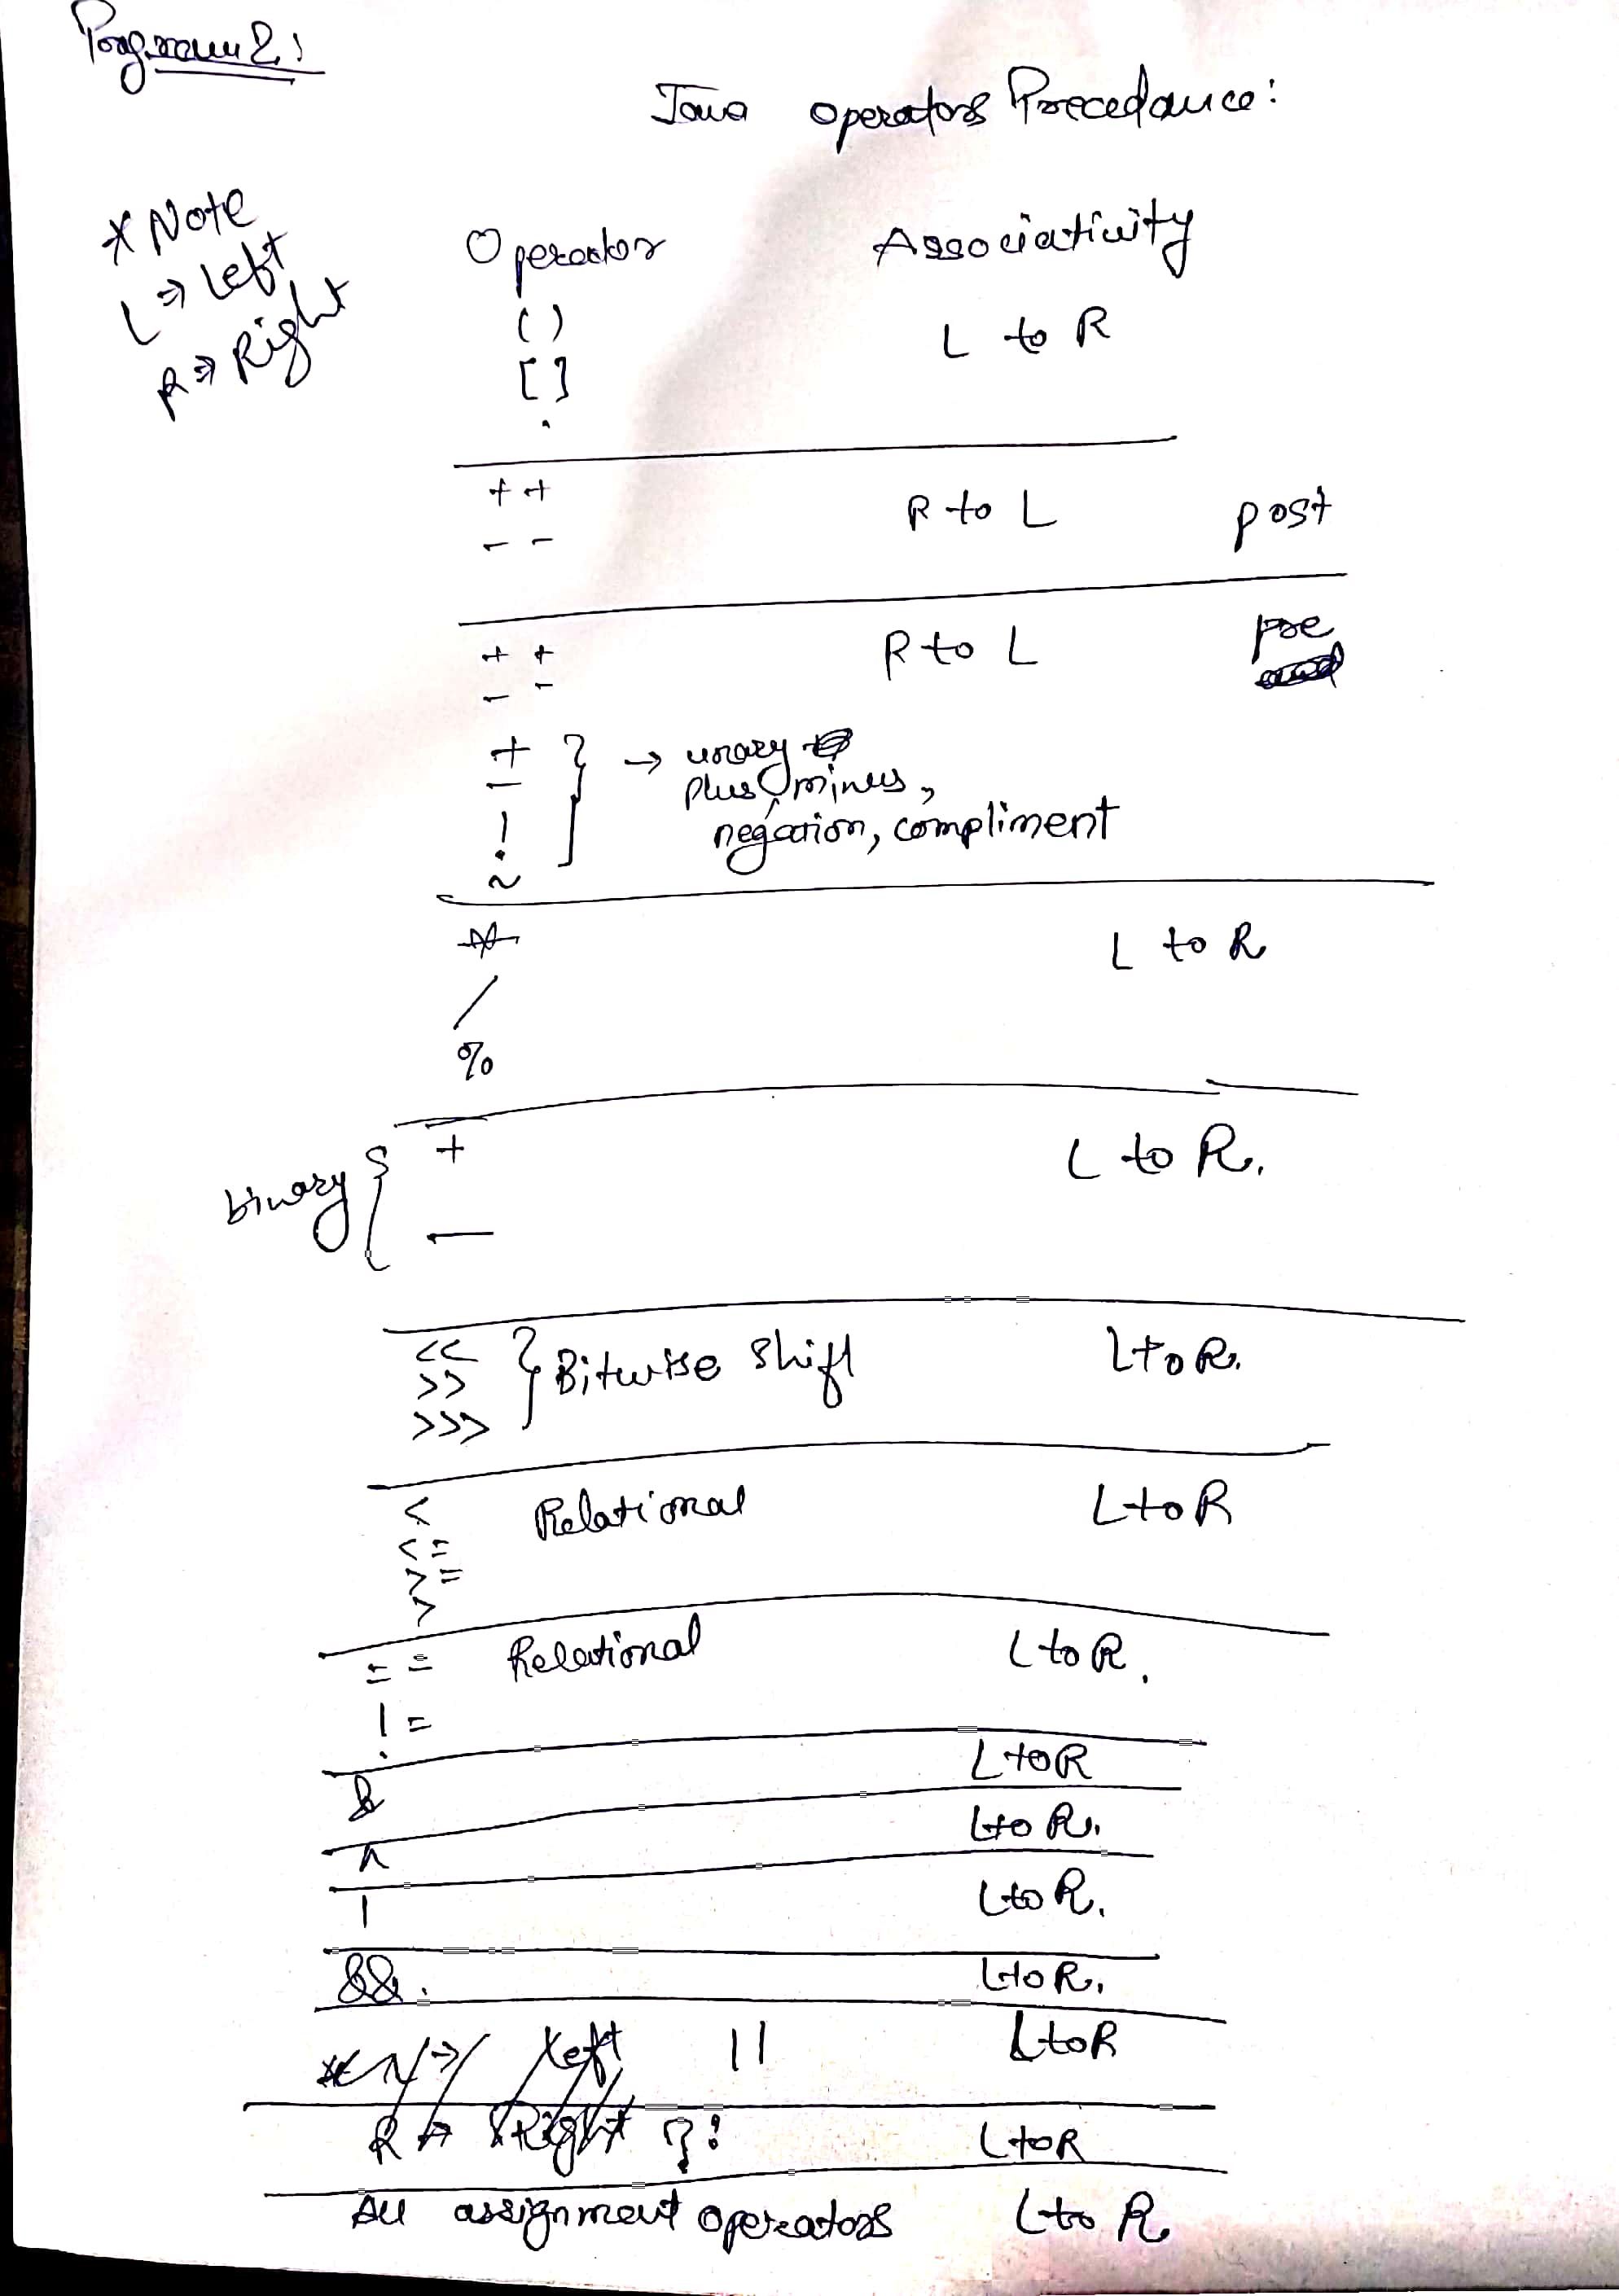 Program 2:
Java operators Precedance:
* Note
L => Left
R => Right
Operator Associativity
( ) L to R
[ ]
.
++ R to L post
--
++ R to L pre
--
+ } → unary
- plus, minus,
! negation, compliment
~
* L to R
/
%
binary { + L to R.
-
<< } Bitwise shift L to R.
>>
>>>
< Relational L to R
<=
>=
>
== Relational L to R.
!=
& L to R
^ L to R.
| L to R.
&&. L to R.
|| L to R
?: L to R
All assignment operators L to R